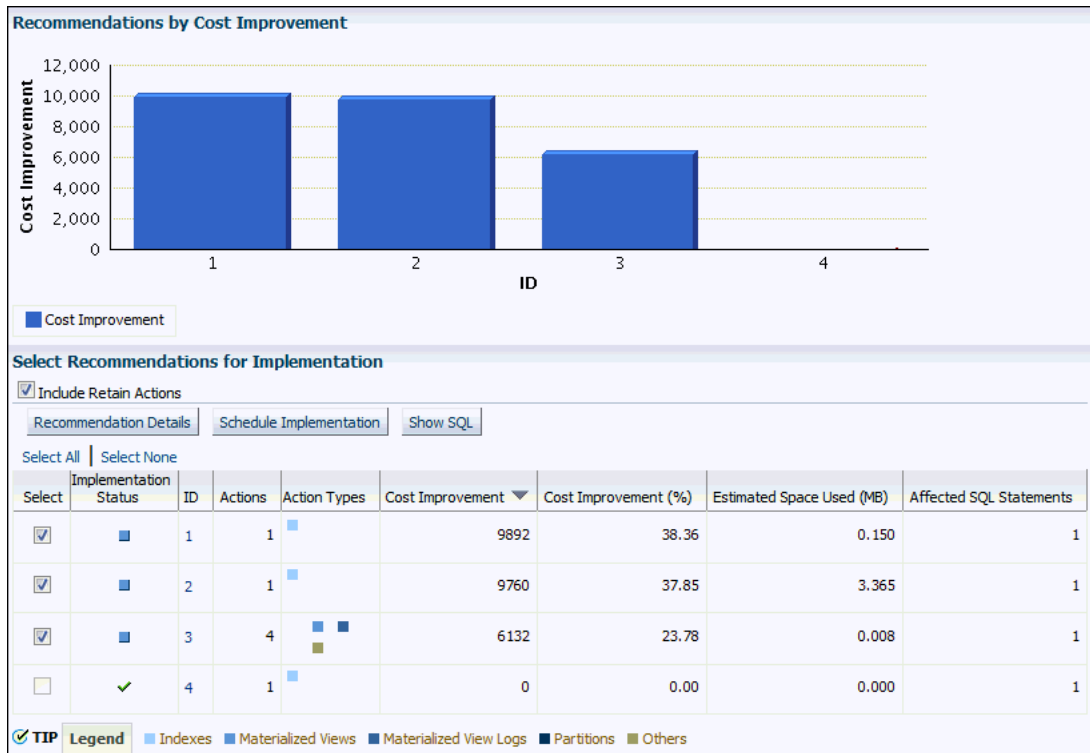 Recommendations by Cost Improvement
12,000
10,000
8,000
6,000
4,000
2,000
0
Cost Improvement
1 2 3 4
ID
Cost Improvement
Select Recommendations for Implementation
Include Retain Actions
Recommendation Details Schedule Implementation Show SQL
Select All | Select None
Select Implementation Status ID Actions Action Types Cost Improvement Cost Improvement (%) Estimated Space Used (MB) Affected SQL Statements
1 1 9892 38.36 0.150 1
2 1 9760 37.85 3.365 1
3 4 6132 23.78 0.008 1
4 1 0 0.00 0.000 1
TIP Legend Indexes Materialized Views Materialized View Logs Partitions Others